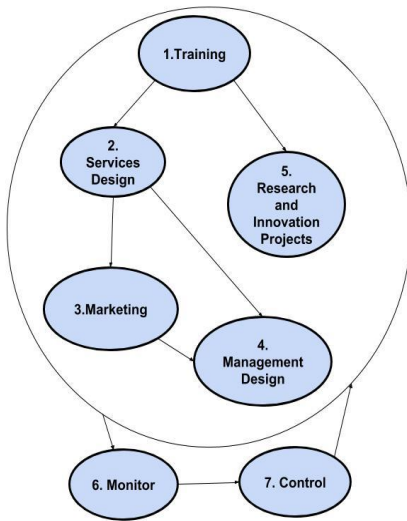 1.Training
2.
Services
Design
5.
Research
and
Innovation
Projects
3.Marketing
4.
Management
Design
6. Monitor
7. Control